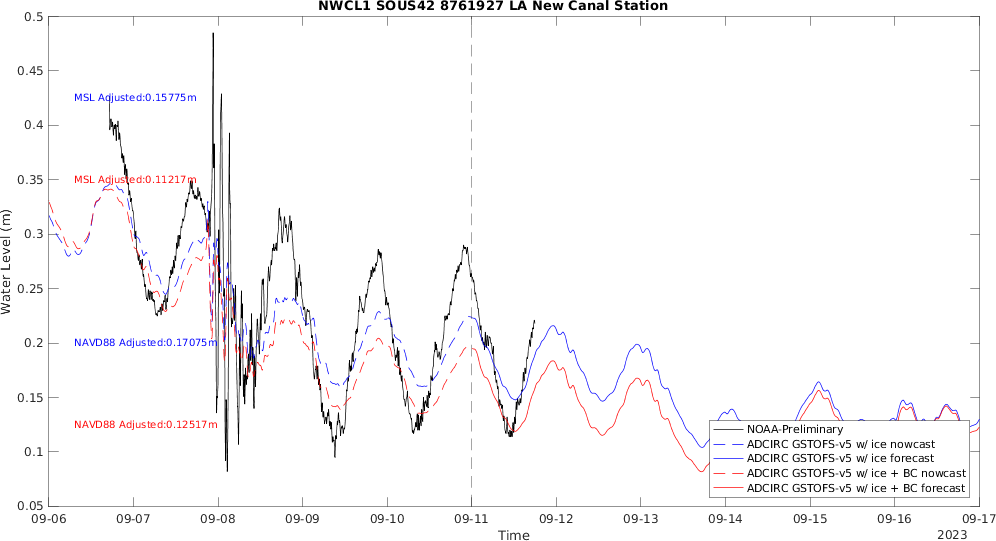 NWCL1 SOUS42 8761927 LA New Canal Station
Water Level (m)
0.5
0.45
0.4
0.35
0.3
0.25
0.2
0.15
0.1
0.05
MSL Adjusted:0.15775m
MSL Adjusted:0.11217m
NAVD88 Adjusted:0.17075m
NAVD88 Adjusted:0.12517m
NOAA-Preliminary
ADCIRC GSTOFS-v5 w/ ice nowcast
ADCIRC GSTOFS-v5 w/ ice forecast
ADCIRC GSTOFS-v5 w/ ice + BC nowcast
ADCIRC GSTOFS-v5 w/ ice + BC forecast
09-06 09-07 09-08 09-09 09-10 09-11 09-12 09-13 09-14 09-15 09-16 09-17
Time
2023